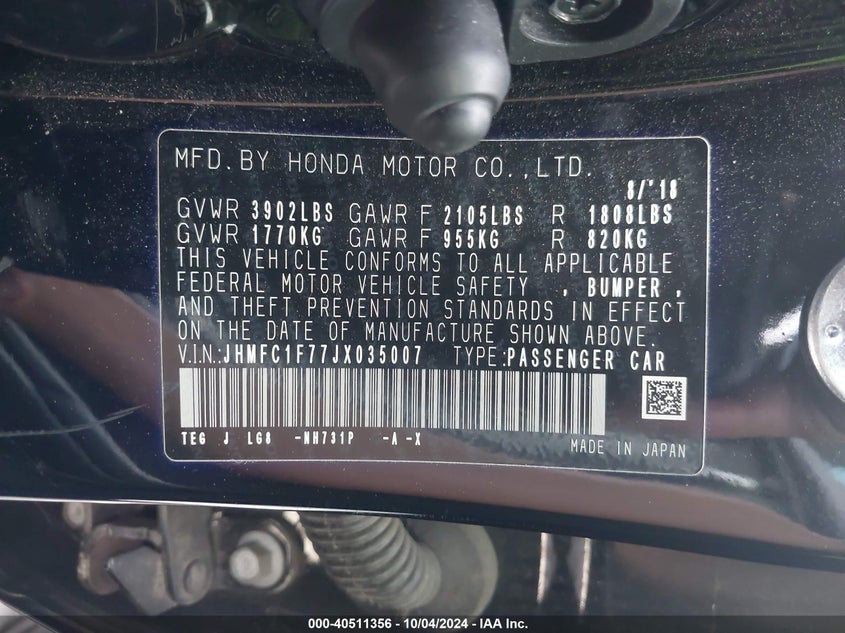 MFD. BY HONDA MOTOR CO., LTD.
8/'18
GVWR 3902LBS GAWR F 2105LBS R 1808LBS
GVWR 1770KG GAWR F 955KG R 820KG
THIS VEHICLE CONFORMS TO ALL APPLICABLE
FEDERAL MOTOR VEHICLE SAFETY , BUMPER ,
AND THEFT PREVENTION STANDARDS IN EFFECT
ON THE DATE OF MANUFACTURE SHOWN ABOVE.
V.I.N.:JHMFC1F77JX035007 TYPE:PASSENGER CAR
TEG J LG8 -NH731P -A -X
MADE IN JAPAN
000-40511356 - 10/04/2024 - IAA Inc.